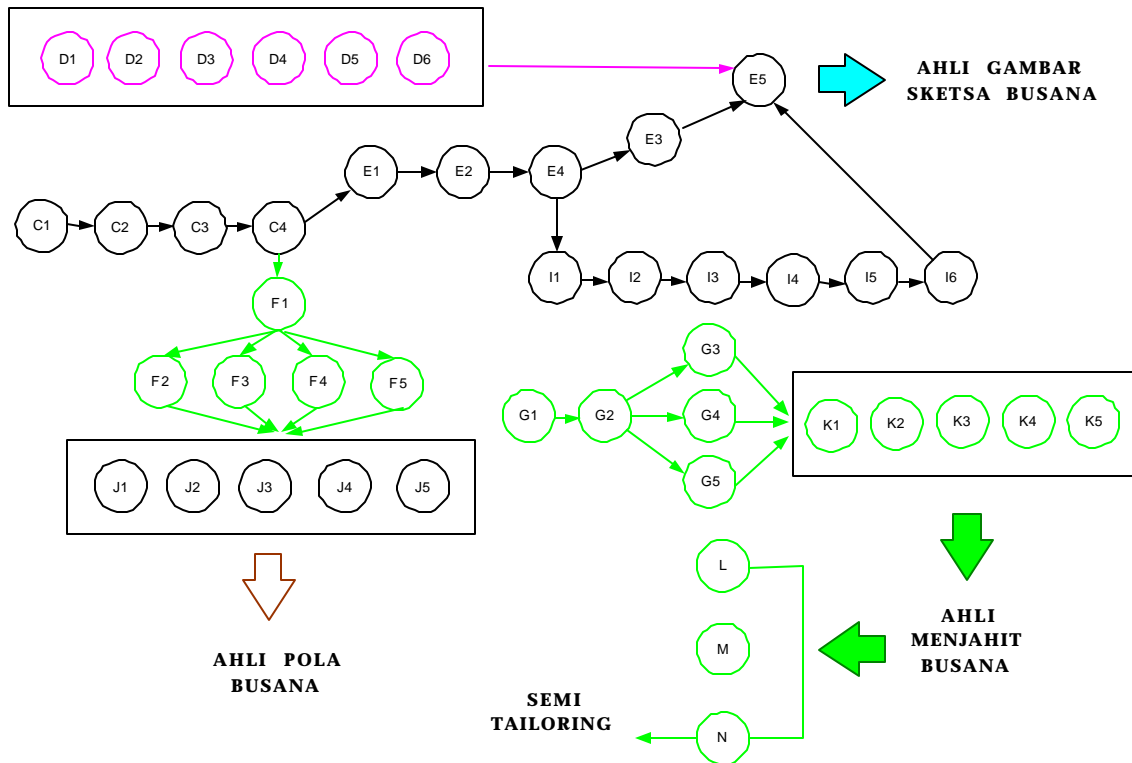 D1 D2 D3 D4 D5 D6
E5
AHLI GAMBAR
SKETSA BUSANA
E3
E1 E2 E4
C1 C2 C3 C4
I1 I2 I3 I4 I5 I6
F1
F2 F3 F4 F5
G3
G1 G2 G4
G5
K1 K2 K3 K4 K5
J1 J2 J3 J4 J5
L
AHLI
MENJAHIT
BUSANA
M
AHLI POLA
BUSANA
SEMI
TAILORING
N